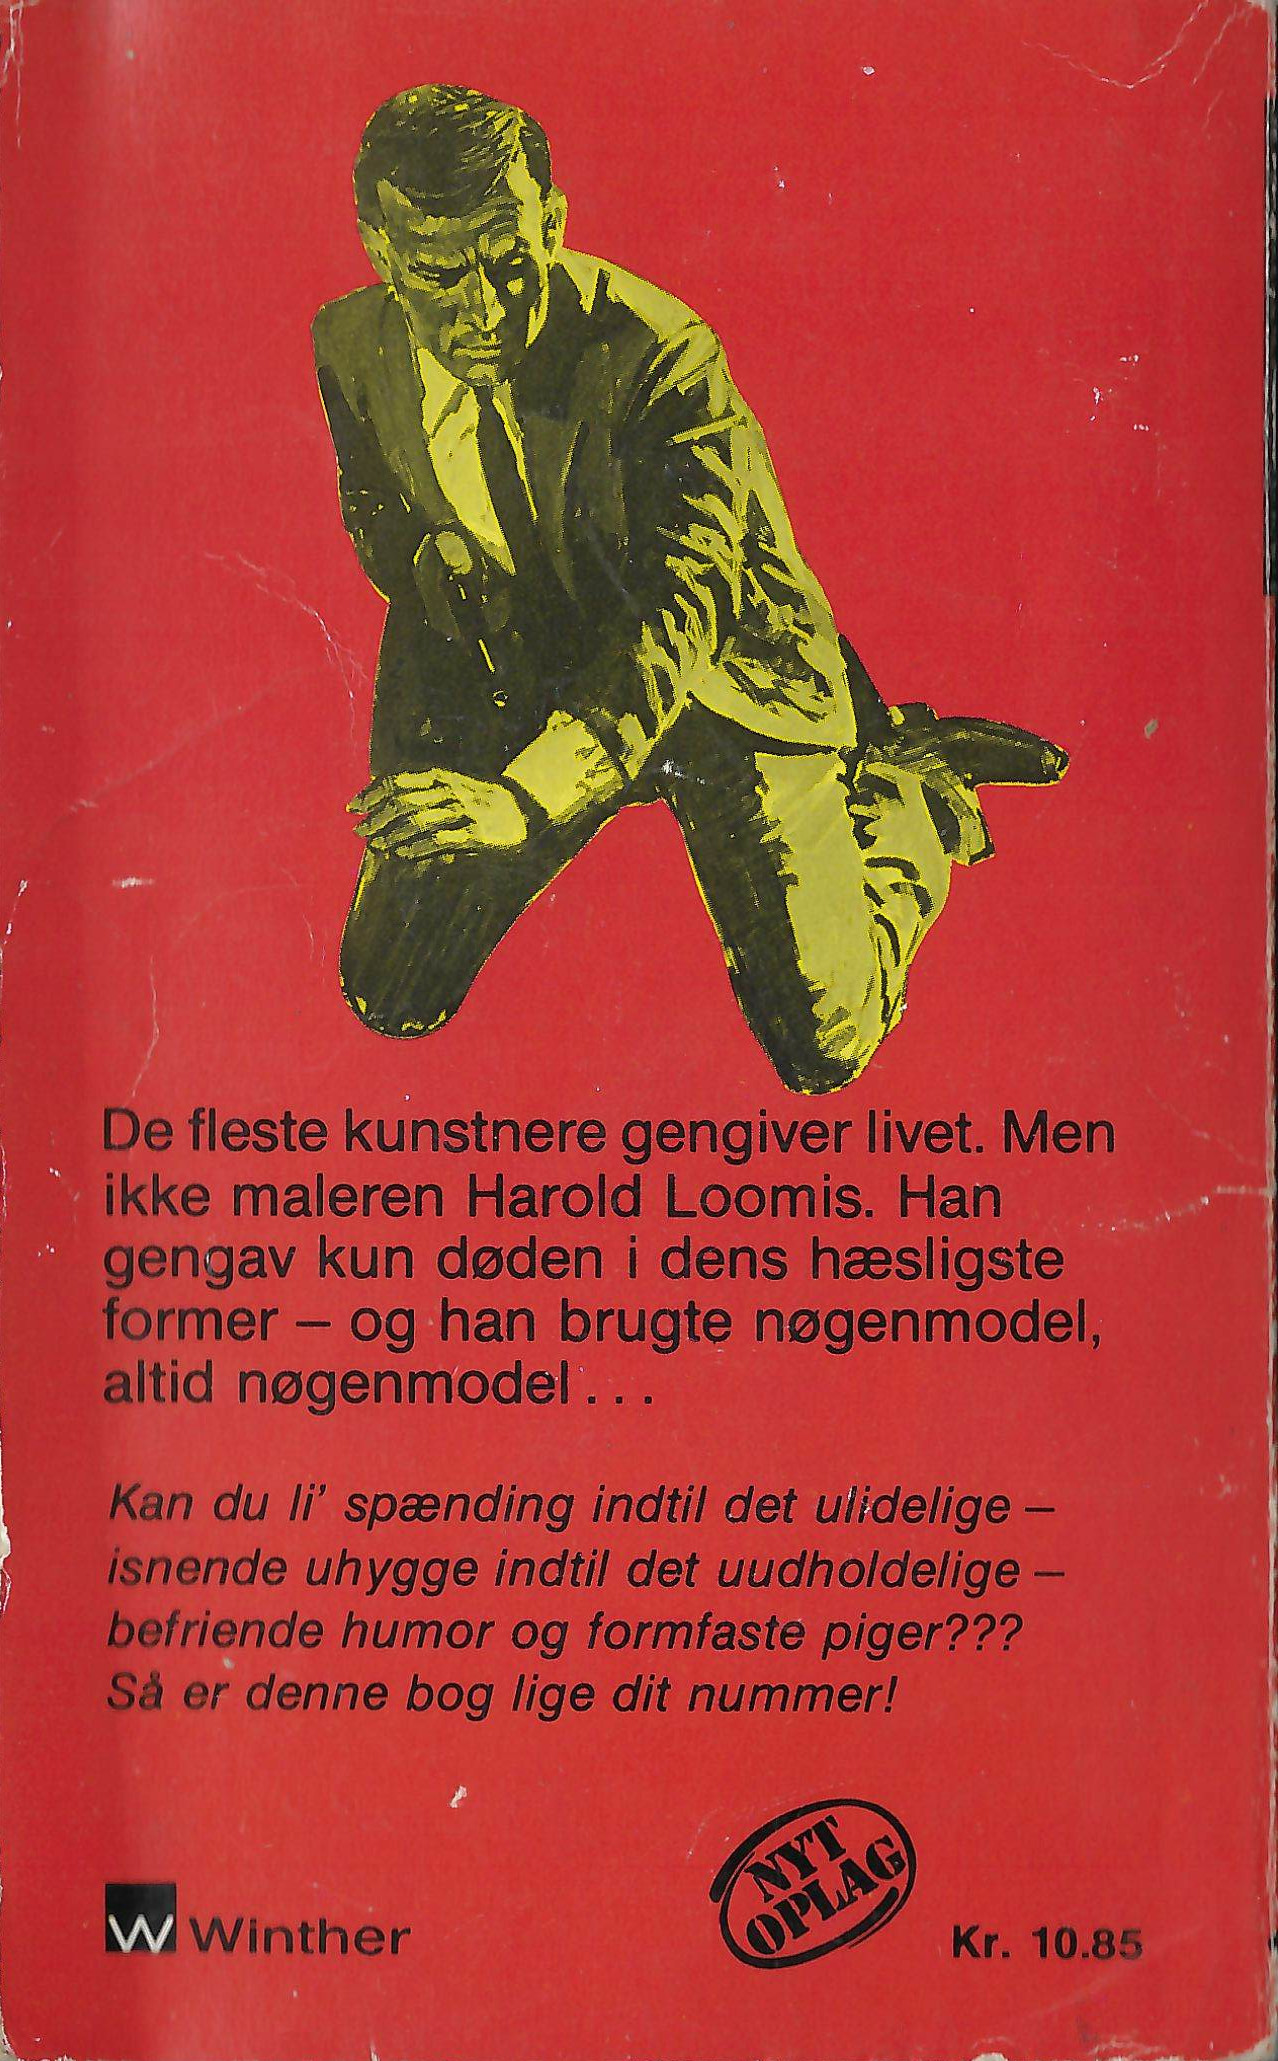 De fleste kunstnere gengiver livet. Men
ikke maleren Harold Loomis. Han
gengav kun døden i dens hæsligste
former – og han brugte nøgenmodel,
altid nøgenmodel . . .
Kan du li' spænding indtil det ulidelige –
isnende uhygge indtil det uudholdelige –
befriende humor og formfaste piger???
Så er denne bog lige dit nummer!
W Winther
NYT
OPLAG
Kr. 10.85